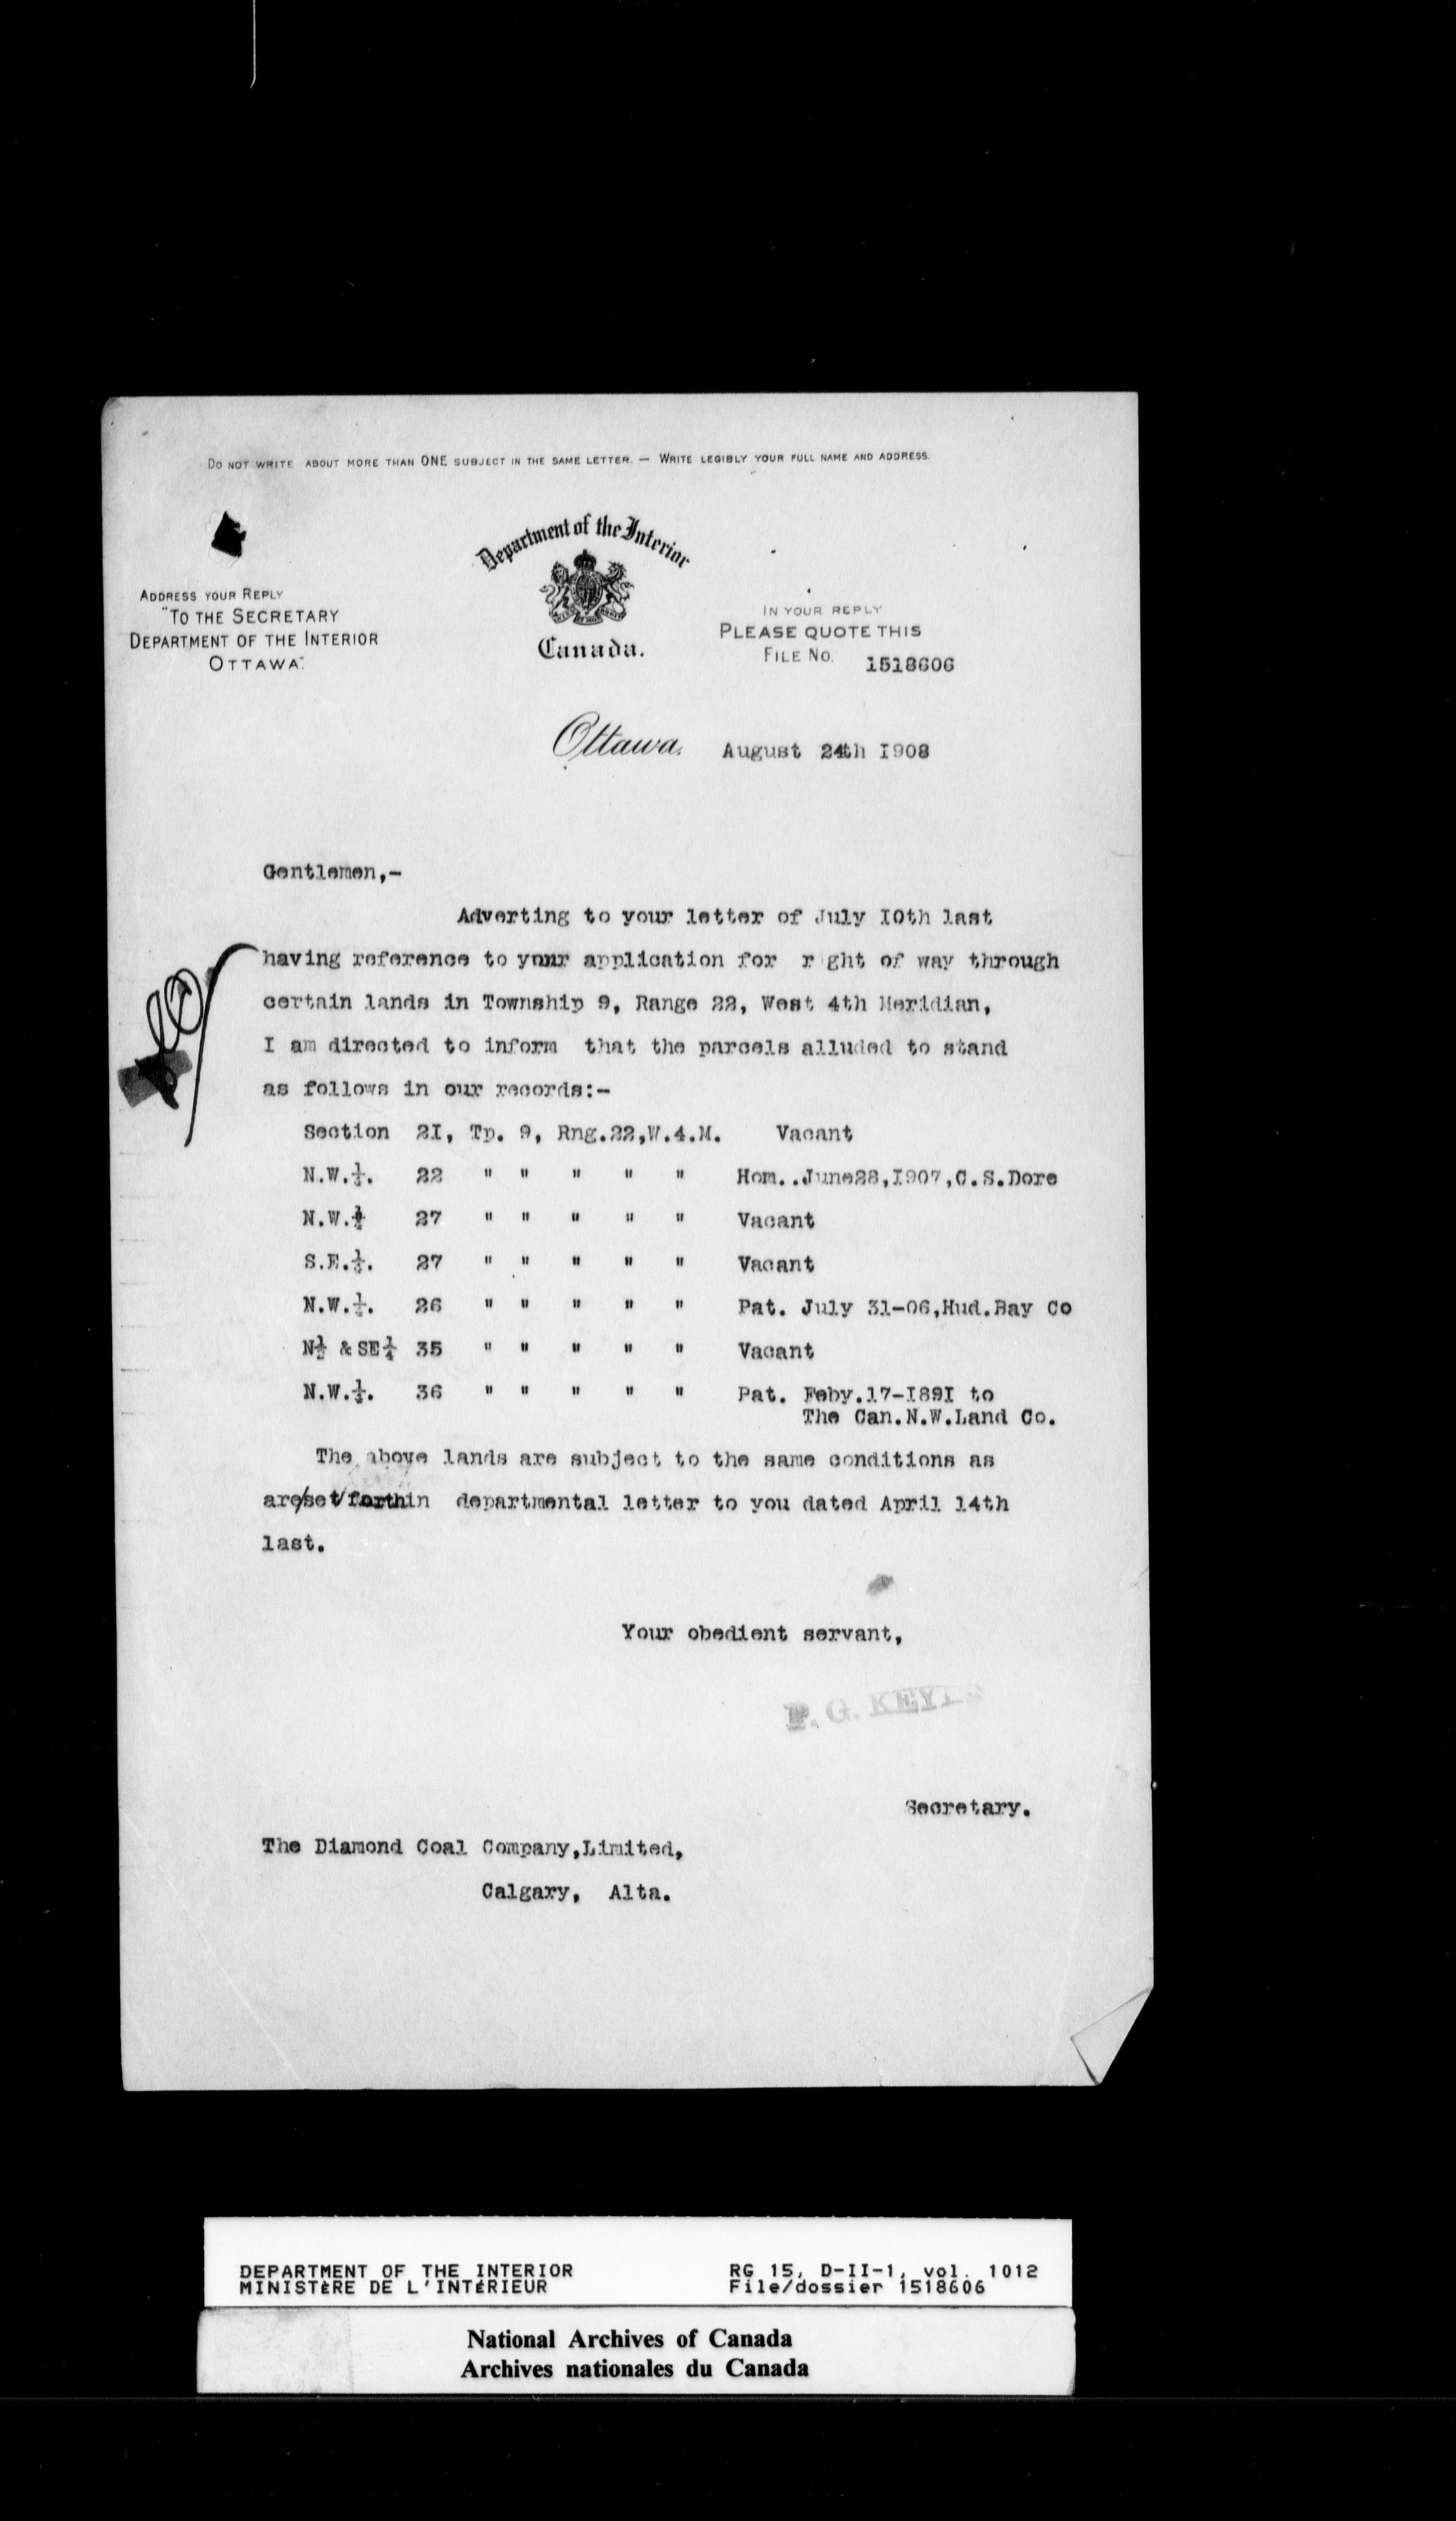 DO NOT WRITE ABOUT MORE THAN ONE SUBJECT IN THE SAME LETTER. — WRITE LEGIBLY YOUR FULL NAME AND ADDRESS.
Department of the Interior
Canada.
ADDRESS YOUR REPLY
"TO THE SECRETARY
DEPARTMENT OF THE INTERIOR
OTTAWA."
IN YOUR REPLY
PLEASE QUOTE THIS
FILE No. 1518606
Ottawa, August 24th I908
Gentlemen,-
Adverting to your letter of July I0th last
having reference to your application for r ght of way through
certain lands in Township 9, Range 22, West 4th Meridian,
I am directed to inform that the parcels alluded to stand
as follows in our records:-
Section 2I, Tp. 9, Rng.22,W.4.M. Vacant
N.W.¼. 22 " " " " " Hom..June28,I907,C.S.Dore
N.W.¼ 27 " " " " " Vacant
S.E.¼. 27 " " " " " Vacant
N.W.¼. 26 " " " " " Pat. July 31-06,Hud.Bay Co
N½ & SE¼ 35 " " " " " Vacant
N.W.¼. 36 " " " " " Pat. Feby.17-I89I to
The Can.N.W.Land Co.
The above lands are subject to the same conditions as
are/set/forthin departmental letter to you dated April 14th
last.
Your obedient servant,
P. G. KEYES
Secretary.
The Diamond Coal Company,Limited,
Calgary, Alta.
DEPARTMENT OF THE INTERIOR RG 15, D-II-1, vol. 1012
MINISTÈRE DE L'INTÉRIEUR File/dossier 1518606
National Archives of Canada
Archives nationales du Canada